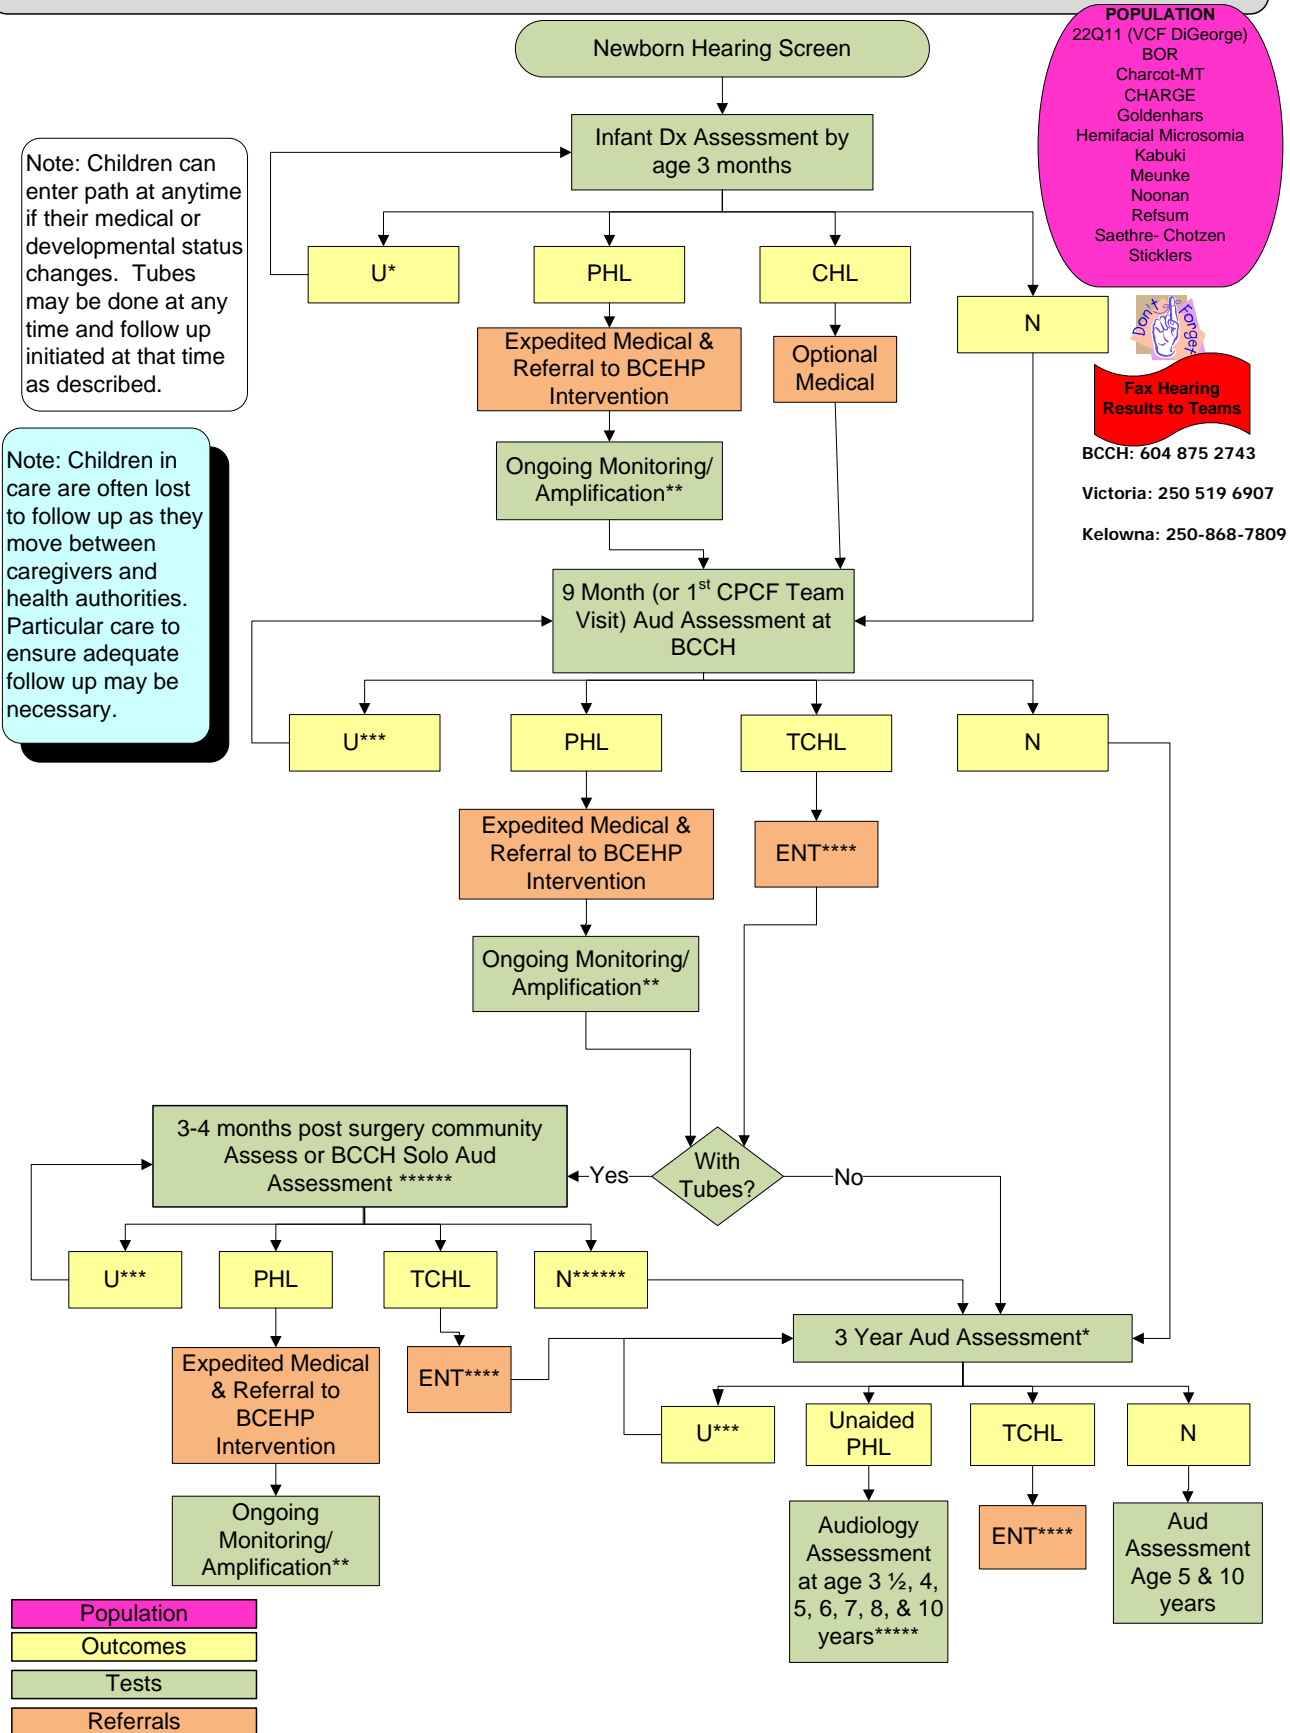 POPULATION
22Q11 (VCF DiGeorge)
BOR
Charcot-MT
CHARGE
Goldenhars
Hemifacial Microsomia
Kabuki
Meunke
Noonan
Refsum
Saethre- Chotzen
Sticklers
Newborn Hearing Screen
Infant Dx Assessment by
age 3 months
Note: Children can
enter path at anytime
if their medical or
developmental status
changes. Tubes
may be done at any
time and follow up
initiated at that time
as described.
U*
PHL
CHL
N
Don't Forget
Fax Hearing
Results to Teams
BCCH: 604 875 2743
Victoria: 250 519 6907
Kelowna: 250-868-7809
Expedited Medical &
Referral to BCEHP
Intervention
Optional
Medical
Note: Children in
care are often lost
to follow up as they
move between
caregivers and
health authorities.
Particular care to
ensure adequate
follow up may be
necessary.
Ongoing Monitoring/
Amplification**
9 Month (or 1st CPCF Team
Visit) Aud Assessment at
BCCH
U***
PHL
TCHL
N
Expedited Medical &
Referral to BCEHP
Intervention
ENT****
Ongoing Monitoring/
Amplification**
With
Tubes?
Yes
No
3-4 months post surgery community
Assess or BCCH Solo Aud
Assessment ******
U***
PHL
TCHL
N******
3 Year Aud Assessment*
Expedited Medical
& Referral to
BCEHP
Intervention
ENT****
Ongoing
Monitoring/
Amplification**
U***
Unaided
PHL
TCHL
N
Audiology
Assessment
at age 3 ½, 4,
5, 6, 7, 8, & 10
years*****
ENT****
Aud
Assessment
Age 5 & 10
years
Population
Outcomes
Tests
Referrals